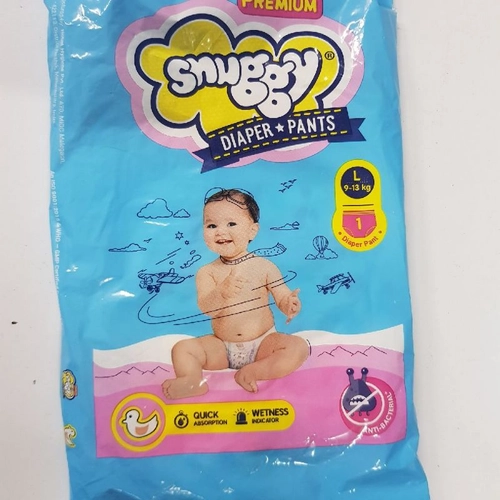 PREMIUM
snuggy®
DIAPER ★ PANTS
L
9-13 kg
1
Diaper Pant
QUICK
ABSORPTION
WETNESS
INDICATOR
ANTI-BACTERIAL*